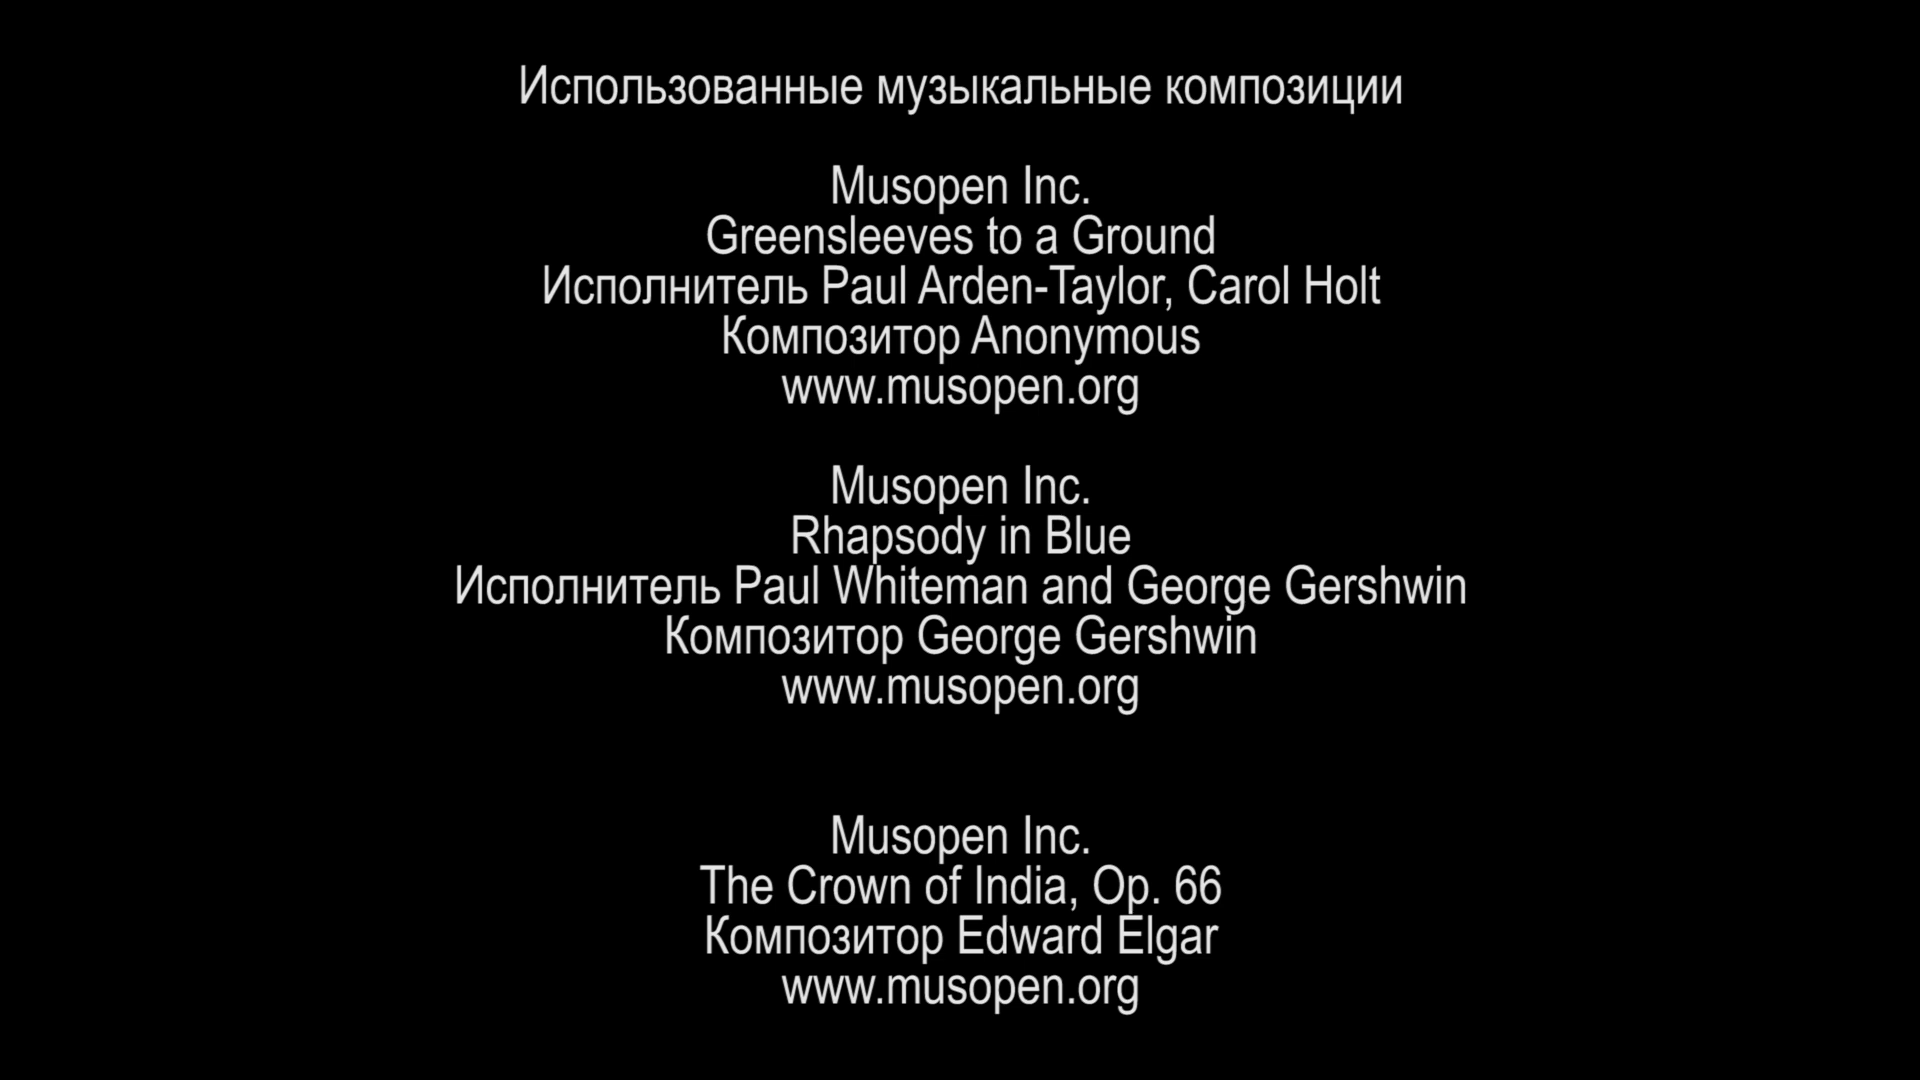 Использованные музыкальные композиции
Musopen Inc.
Greensleeves to a Ground
Исполнитель Paul Arden-Taylor, Carol Holt
Композитор Anonymous
www.musopen.org
Musopen Inc.
Rhapsody in Blue
Исполнитель Paul Whiteman and George Gershwin
Композитор George Gershwin
www.musopen.org
Musopen Inc.
The Crown of India, Op. 66
Композитор Edward Elgar
www.musopen.org